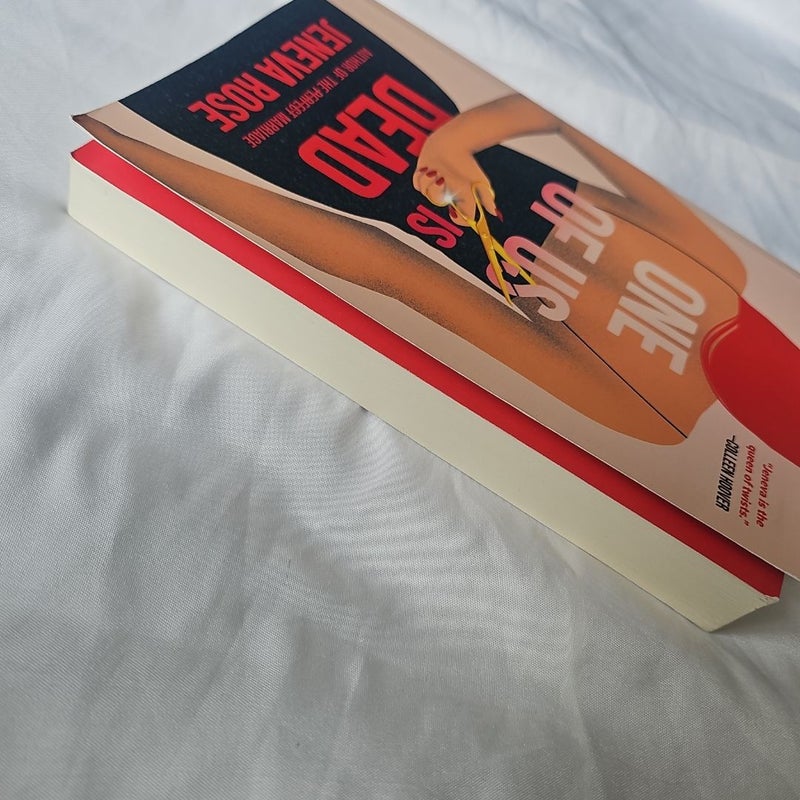 "Jeneva is the
queen of twists."
—COLLEEN HOOVER
ONE
OF US
IS
DEAD
AUTHOR OF THE PERFECT MARRIAGE
JENEVA ROSE